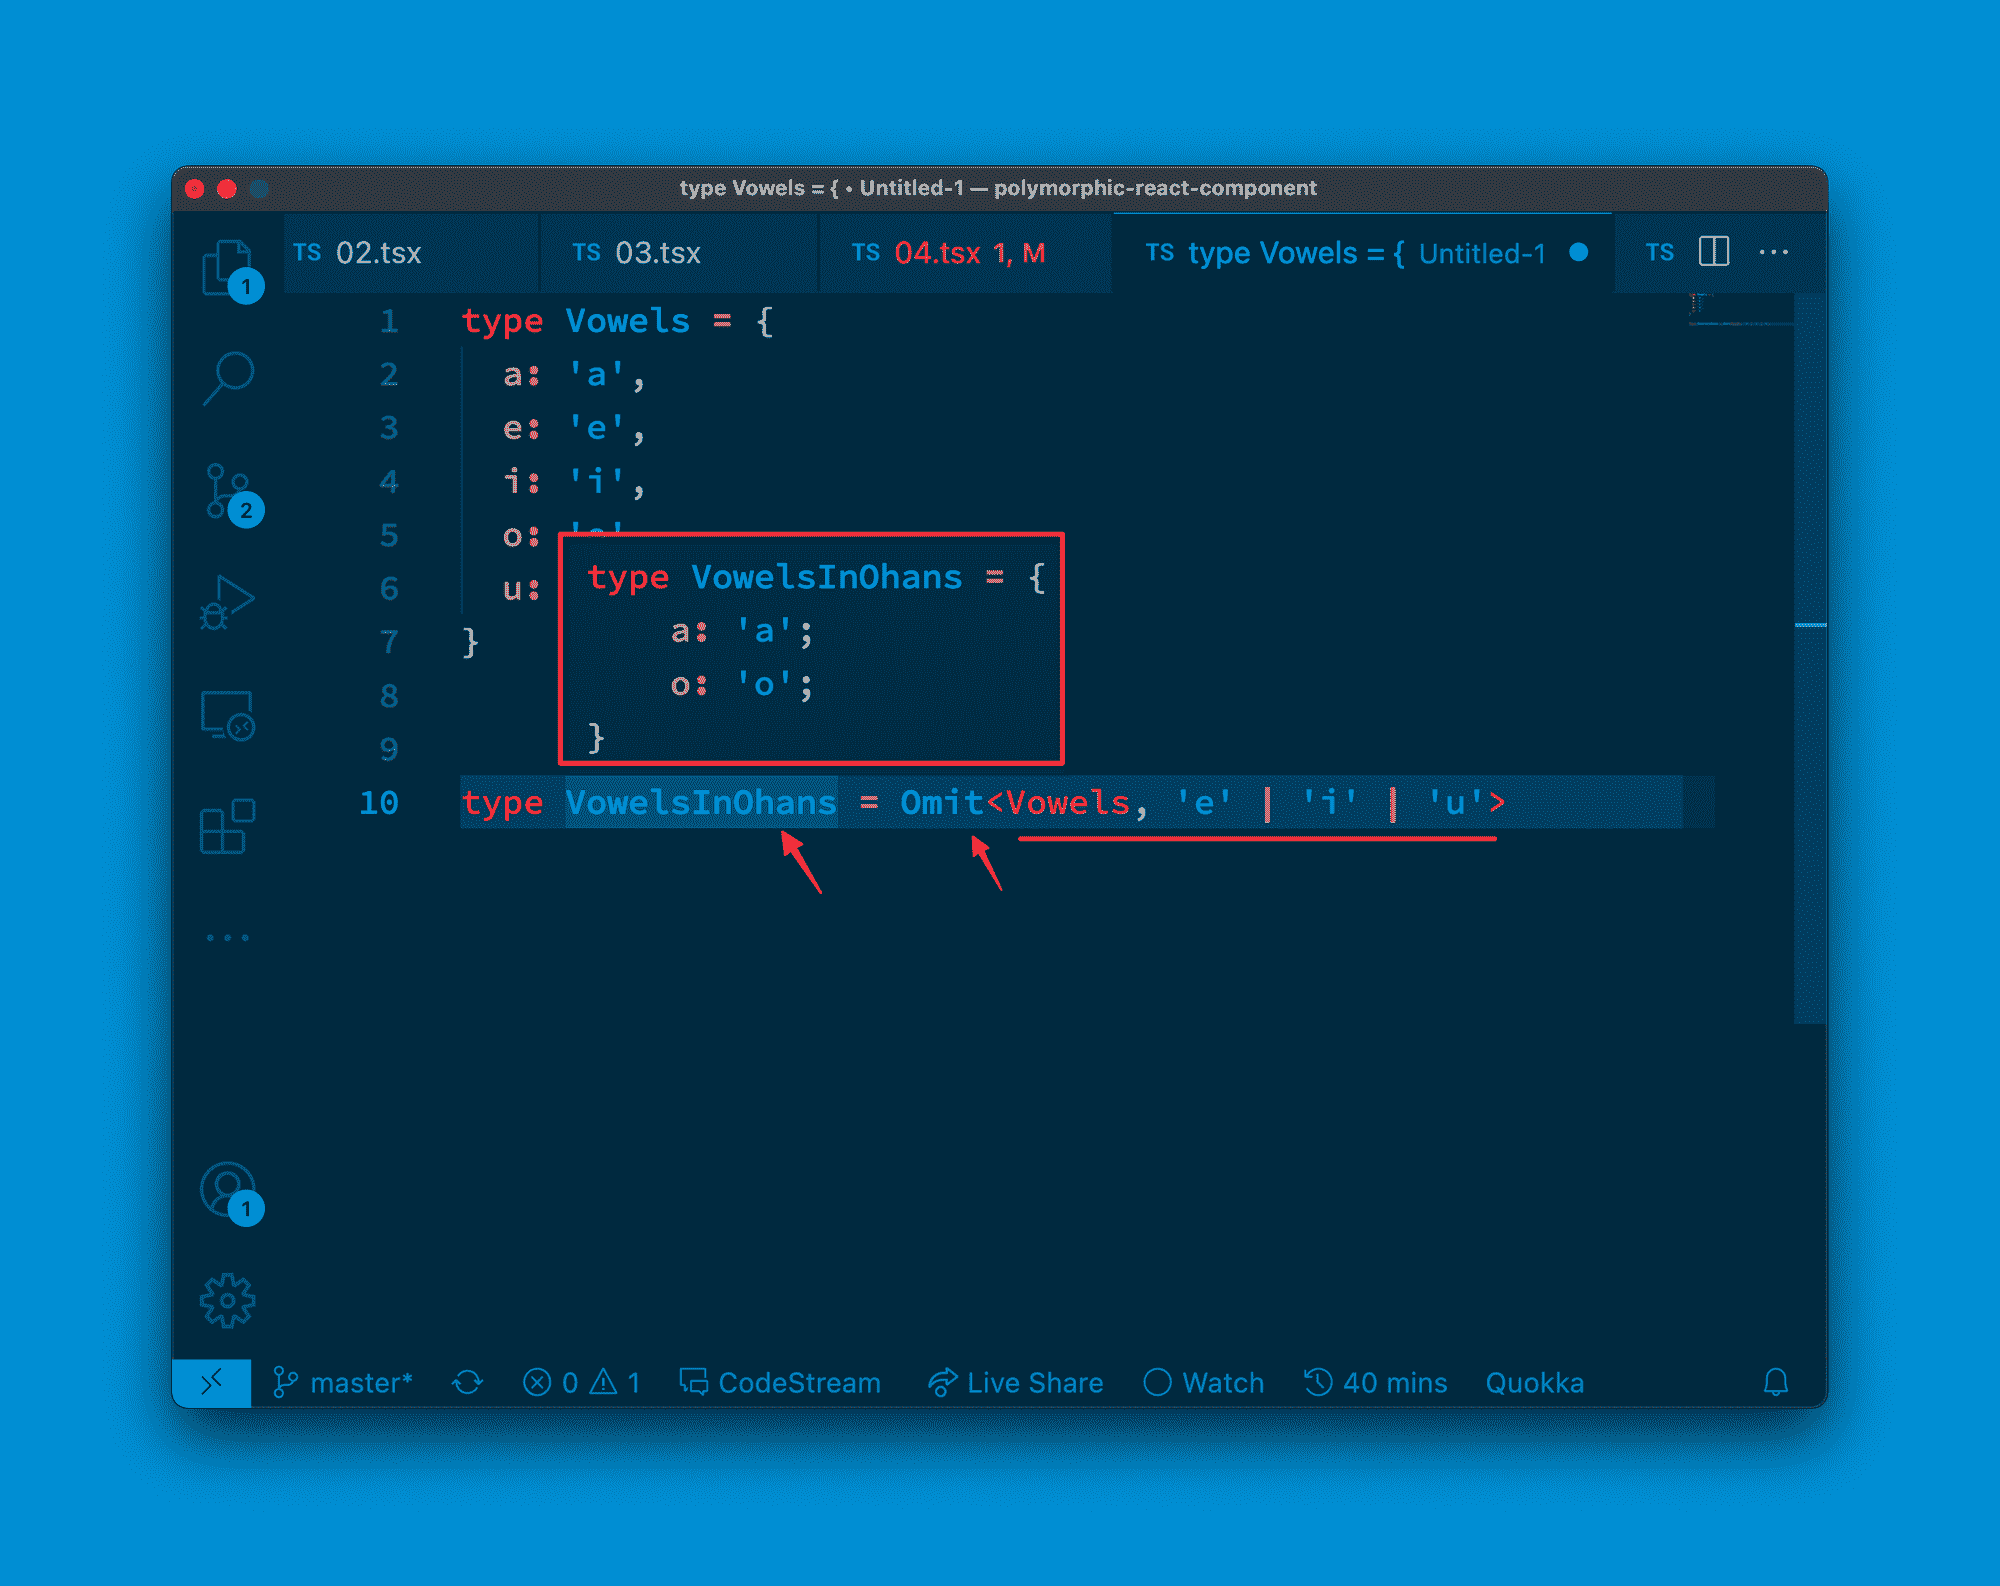 type Vowels = { • Untitled-1 — polymorphic-react-component
TS 02.tsx TS 03.tsx TS 04.tsx 1, M TS type Vowels = { Untitled-1 TS
1 type Vowels = {
2 a: 'a',
3 e: 'e',
4 i: 'i',
5 o:
6 u:
7 }
8
9
type VowelsInOhans = {
a: 'a';
o: 'o';
}
10 type VowelsInOhans = Omit<Vowels, 'e' | 'i' | 'u'>
1
2
1
master* 0 1 CodeStream Live Share Watch 40 mins Quokka